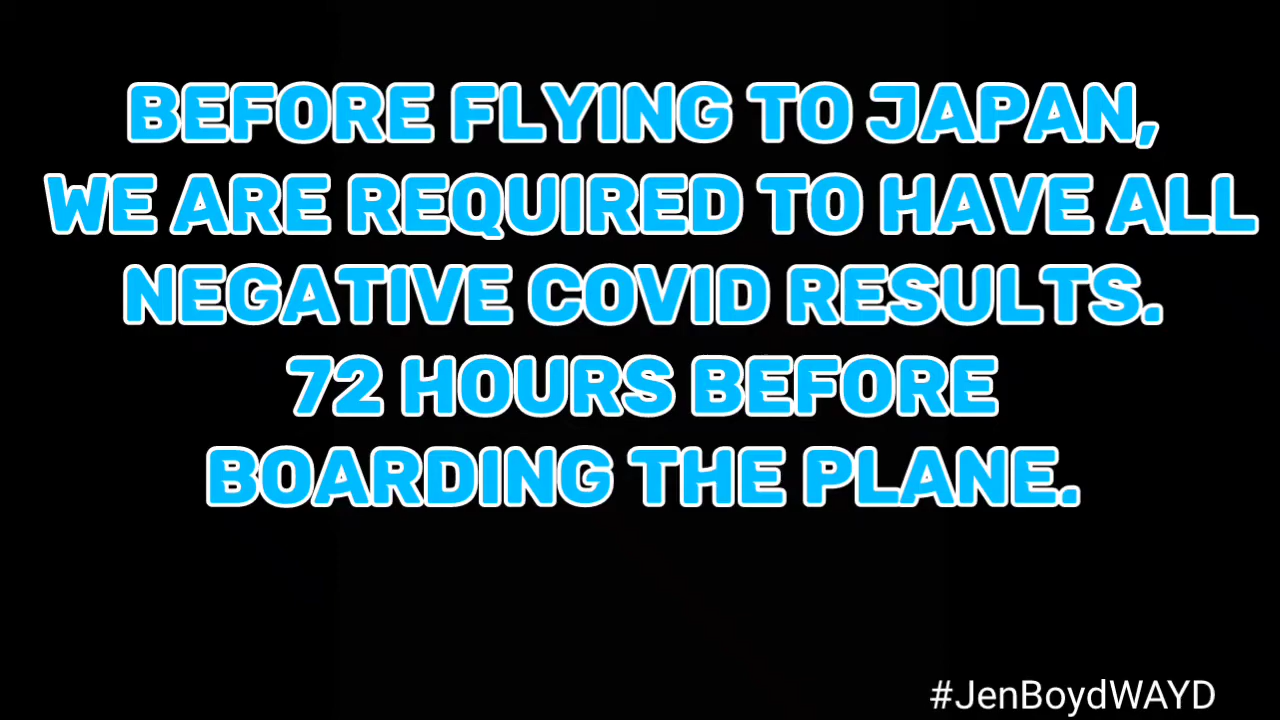 BEFORE FLYING TO JAPAN,
WE ARE REQUIRED TO HAVE ALL
NEGATIVE COVID RESULTS.
72 HOURS BEFORE
BOARDING THE PLANE.
#JenBoydWAYD